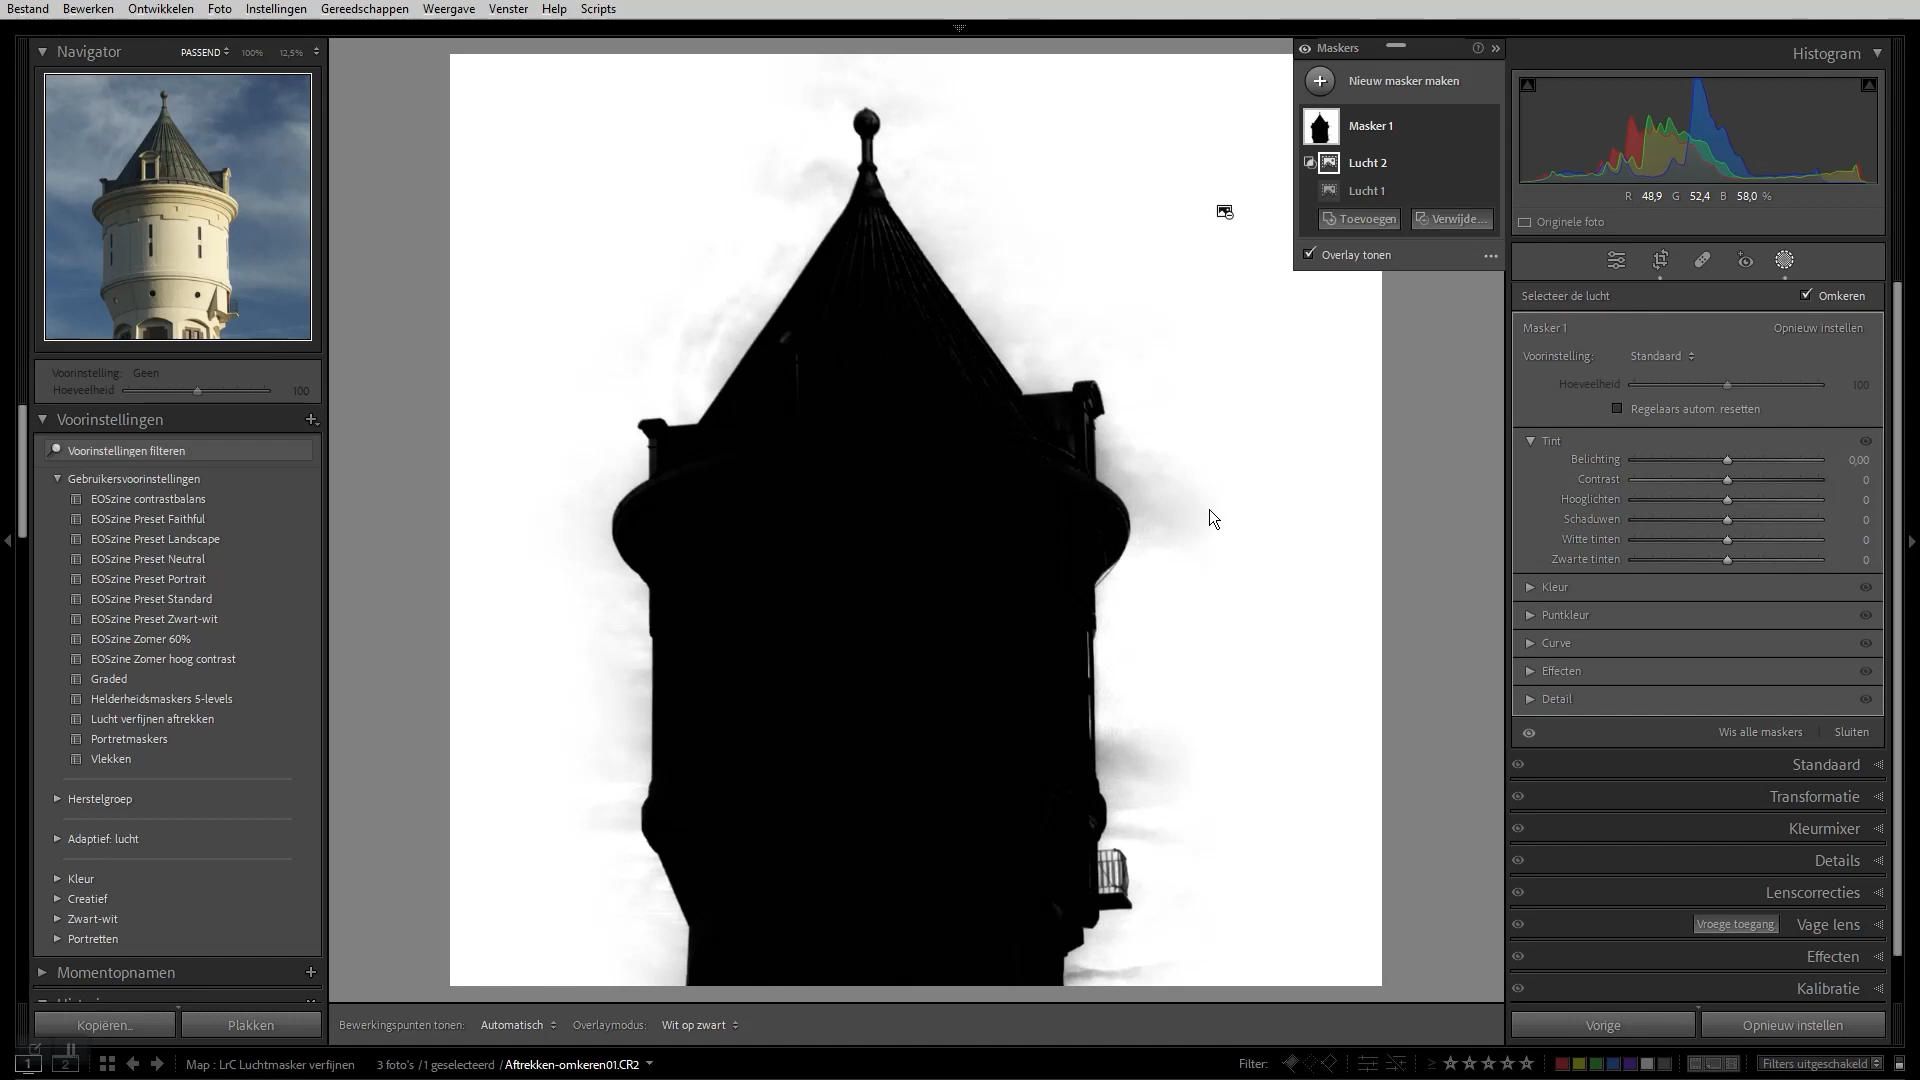 Bestand Bewerken Ontwikkelen Foto Instellingen Gereedschappen Weergave Venster Help Scripts
Navigator PASSEND 100% 12,5%
Voorinstelling: Geen
Hoeveelheid 100
Voorinstellingen
Voorinstellingen filteren
Gebruikersvoorinstellingen
EOSzine contrastbalans
EOSzine Preset Faithful
EOSzine Preset Landscape
EOSzine Preset Neutral
EOSzine Preset Portrait
EOSzine Preset Standard
EOSzine Preset Zwart-wit
EOSzine Zomer 60%
EOSzine Zomer hoog contrast
Graded
Helderheidsmaskers 5-levels
Lucht verfijnen aftrekken
Portretmaskers
Vlekken
Herstelgroep
Adaptief: lucht
Kleur
Creatief
Zwart-wit
Portretten
Momentopnamen
Kopiëren... Plakken
Maskers
Nieuw masker maken
Masker 1
Lucht 2
Lucht 1
Toevoegen Verwijde...
Overlay tonen
Bewerkingspunten tonen: Automatisch Overlaymodus: Wit op zwart
Histogram
R 48,9 G 52,4 B 58,0 %
Originele foto
Selecteer de lucht Omkeren
Masker 1 Opnieuw instellen
Voorinstelling: Standaard
Hoeveelheid 100
Regelaars autom. resetten
Tint
Belichting 0,00
Contrast 0
Hooglichten 0
Schaduwen 0
Witte tinten 0
Zwarte tinten 0
Kleur
Puntkleur
Curve
Effecten
Detail
Wis alle maskers Sluiten
Standaard
Transformatie
Kleurmixer
Details
Lenscorrecties
Vroege toegang Vage lens
Effecten
Kalibratie
Vorige Opnieuw instellen
1 2 Map : LrC Luchtmasker verfijnen 3 foto's /1 geselecteerd /Aftrekken-omkeren01.CR2 Filter: Filters uitgeschakeld